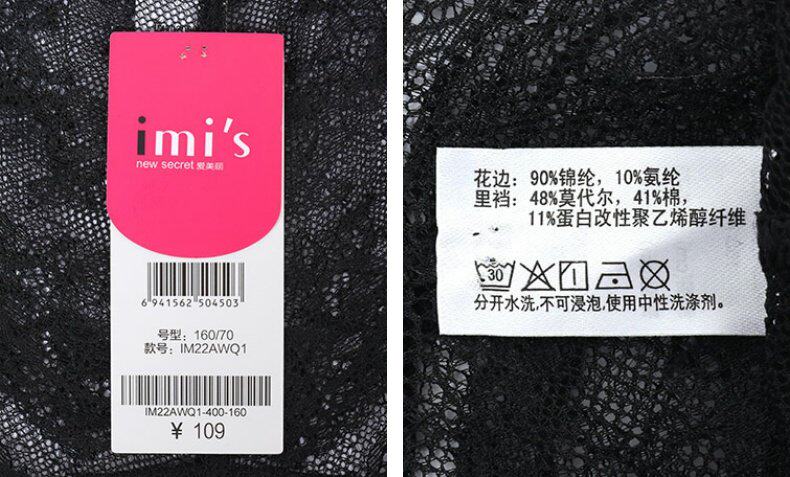 imi's
new secret 爱美丽
6 941562 504503
号型: 160/70
款号: IM22AWQ1
IM22AWQ1-400-160
¥ 109
花边: 90%锦纶, 10%氨纶
里裆: 48%莫代尔, 41%棉,
11%蛋白改性聚乙烯醇纤维
30
分开水洗,不可浸泡,使用中性洗涤剂。